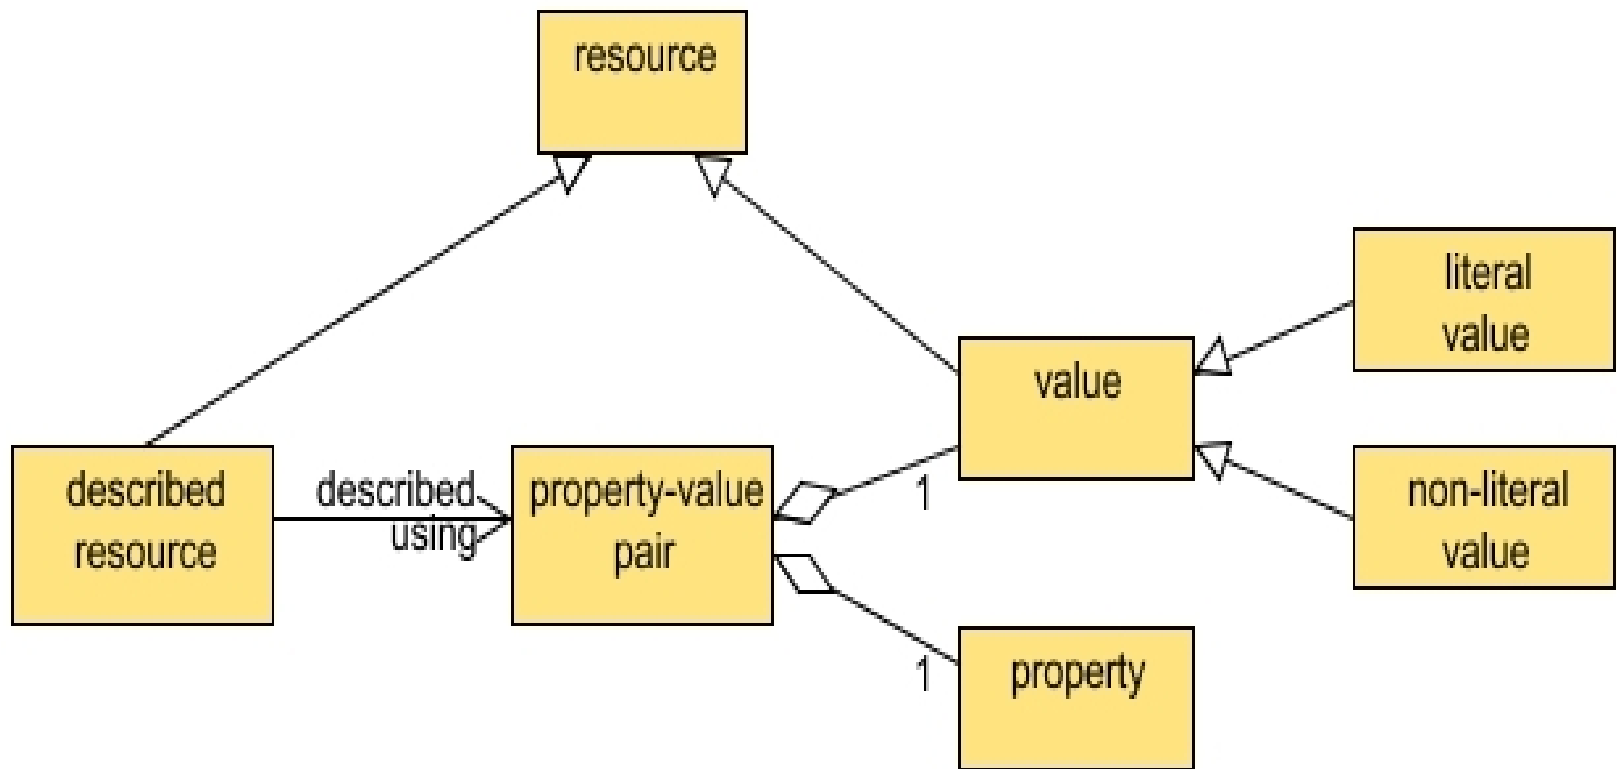 resource
literal
value
value
described
resource
described
using
property-value
pair
1
non-literal
value
1
property